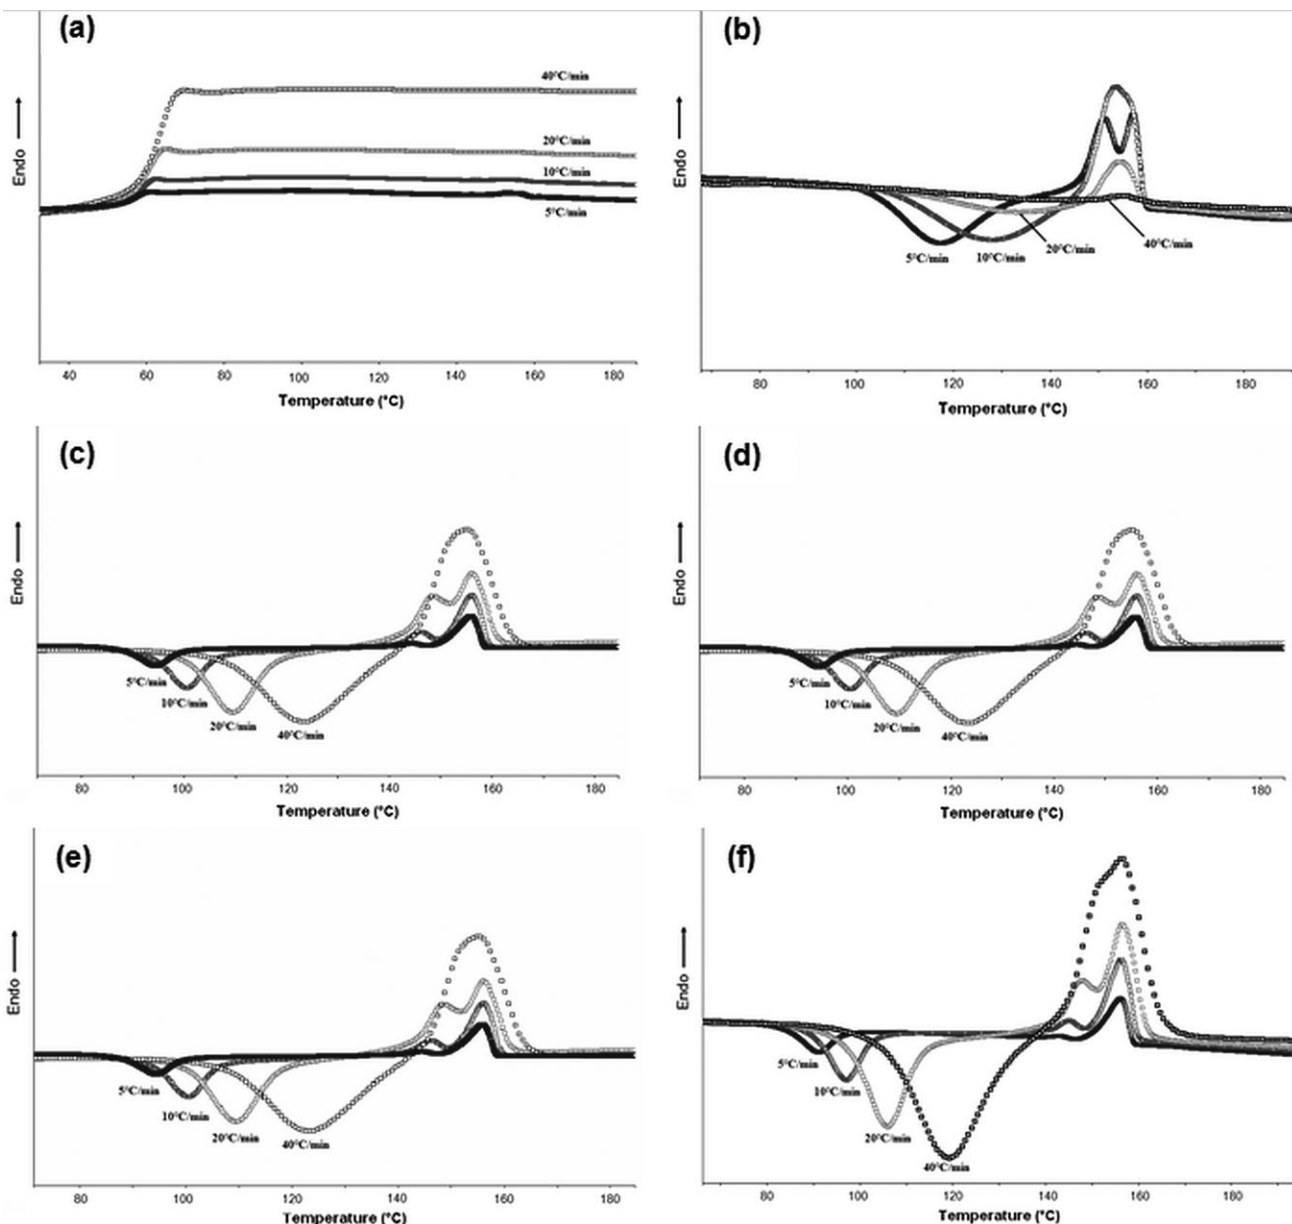 (a)
Endo
40°C/min
20°C/min
10°C/min
5°C/min
40 60 80 100 120 140 160 180
Temperature (°C)
(b)
Endo
5°C/min
10°C/min
20°C/min
40°C/min
80 100 120 140 160 180
Temperature (°C)
(c)
Endo
5°C/min
10°C/min
20°C/min
40°C/min
80 100 120 140 160 180
Temperature (°C)
(d)
Endo
5°C/min
10°C/min
20°C/min
40°C/min
80 100 120 140 160 180
Temperature (°C)
(e)
Endo
5°C/min
10°C/min
20°C/min
40°C/min
80 100 120 140 160 180
Temperature (°C)
(f)
Endo
5°C/min
10°C/min
20°C/min
40°C/min
80 100 120 140 160 180
Temperature (°C)